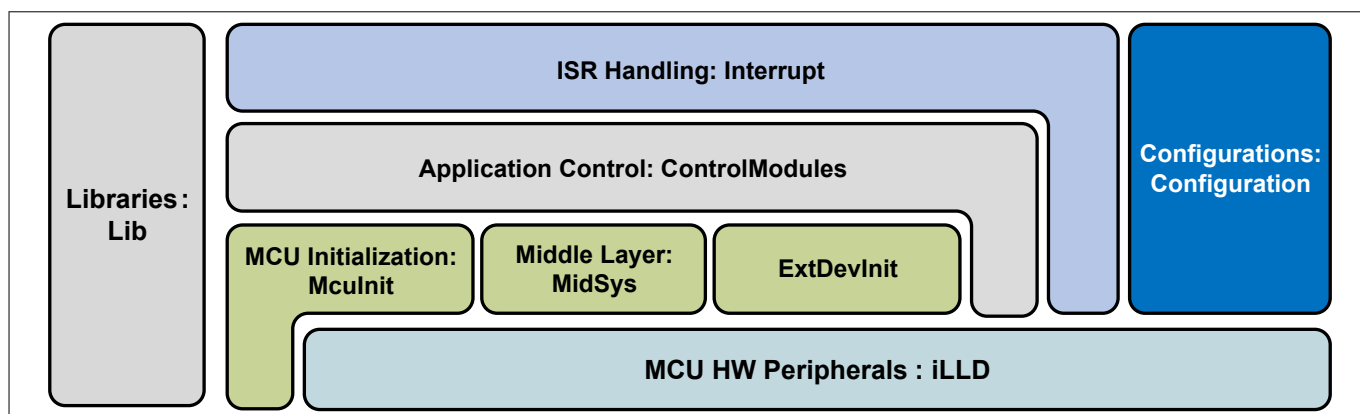 ISR Handling: Interrupt
Application Control: ControlModules
Configurations:
Configuration
Libraries :
Lib
MCU Initialization:
McuInit
Middle Layer:
MidSys
ExtDevInit
MCU HW Peripherals : iLLD